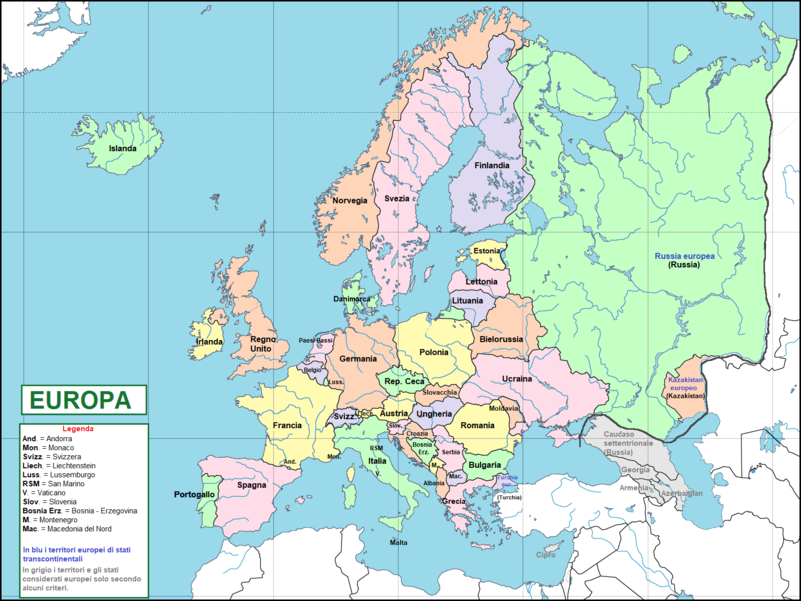 Islanda
Norvegia
Svezia
Finlandia
Estonia
Russia europea
(Russia)
Lettonia
Lituania
Danimarca
Irlanda
Regno
Unito
Paesi Bassi
Belgio
Luss.
Germania
Polonia
Bielorussia
Rep. Ceca
Slovacchia
Ucraina
Kazakistan
europeo
(Kazakistan)
Francia
Svizz.
Liech.
Austria
Ungheria
Moldavia
Romania
Slov.
Croazia
Bosnia
Erz.
Serbia
RSM
Mon.
And.
Italia
V.
M.
Mac.
Albania
Bulgaria
Turchia
eur.
(Turchia)
Grecia
Portogallo
Spagna
Malta
Cipro
Caucaso
settentrionale
(Russia)
Georgia
Armenia
Azerbaigian
EUROPA
Legenda
And. = Andorra
Mon. = Monaco
Svizz. = Svizzera
Liech. = Liechtenstein
Luss. = Lussemburgo
RSM = San Marino
V. = Vaticano
Slov. = Slovenia
Bosnia Erz. = Bosnia - Erzegovina
M. = Montenegro
Mac. = Macedonia del Nord
In blu i territori europei di stati
transcontinentali
In grigio i territori e gli stati
considerati europei solo secondo
alcuni criteri.